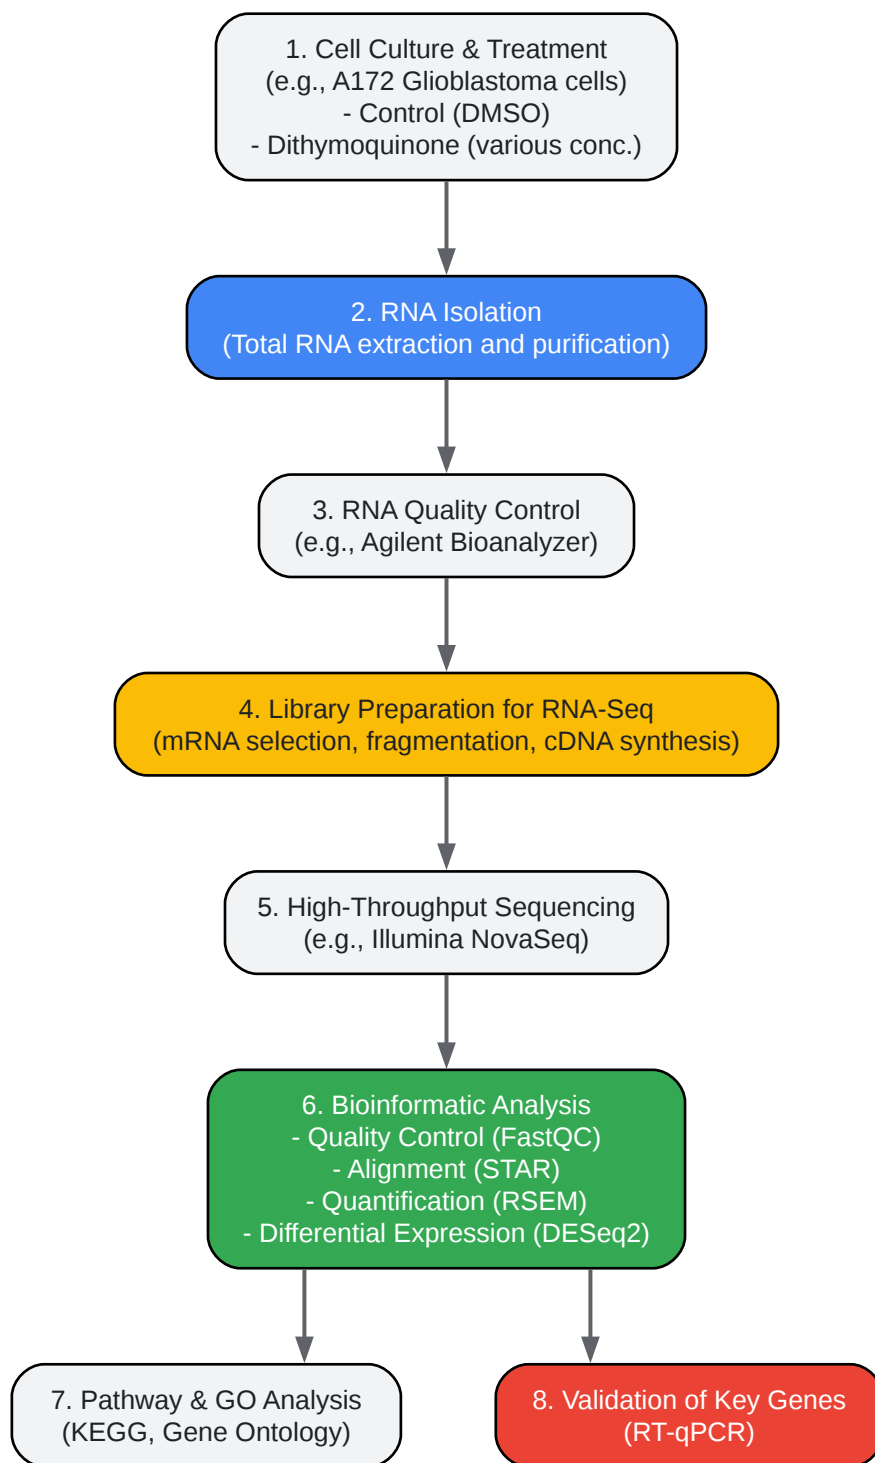 1. Cell Culture & Treatment
(e.g., A172 Glioblastoma cells)
- Control (DMSO)
- Dithymoquinone (various conc.)
2. RNA Isolation
(Total RNA extraction and purification)
3. RNA Quality Control
(e.g., Agilent Bioanalyzer)
4. Library Preparation for RNA-Seq
(mRNA selection, fragmentation, cDNA synthesis)
5. High-Throughput Sequencing
(e.g., Illumina NovaSeq)
6. Bioinformatic Analysis
- Quality Control (FastQC)
- Alignment (STAR)
- Quantification (RSEM)
- Differential Expression (DESeq2)
7. Pathway & GO Analysis
(KEGG, Gene Ontology)
8. Validation of Key Genes
(RT-qPCR)